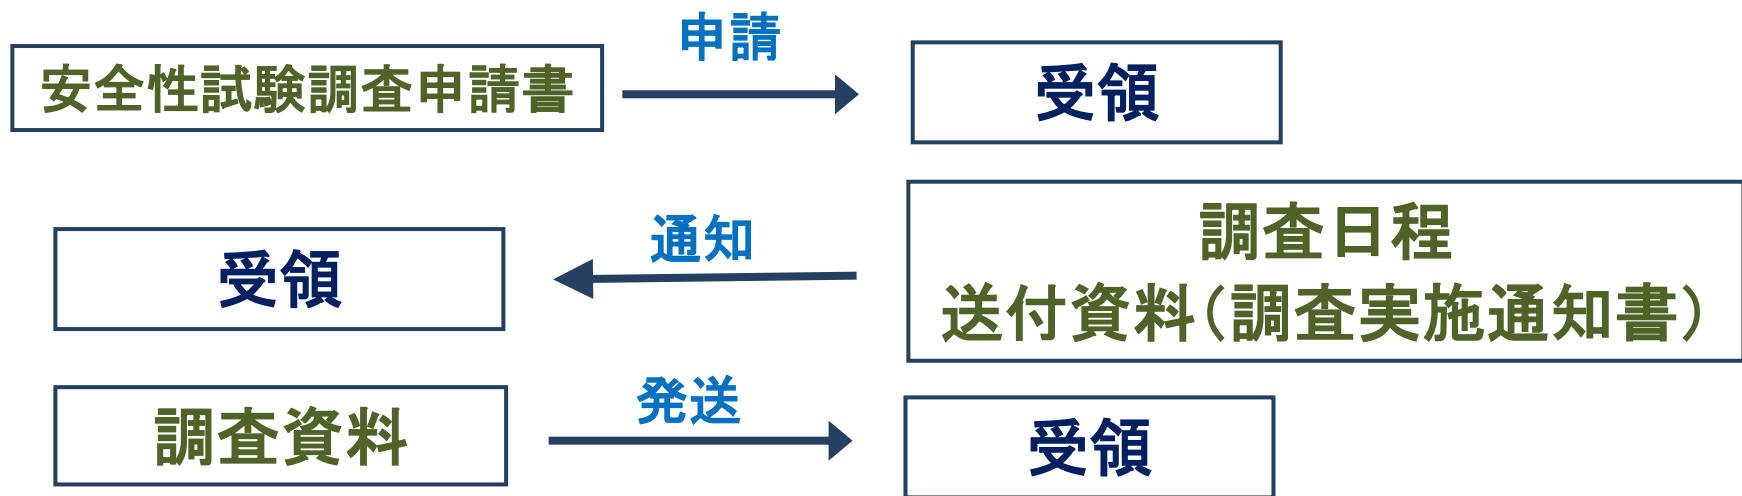 申請
安全性試験調査申請書
受領
通知
受領
調査日程
送付資料(調査実施通知書)
発送
調査資料
受領